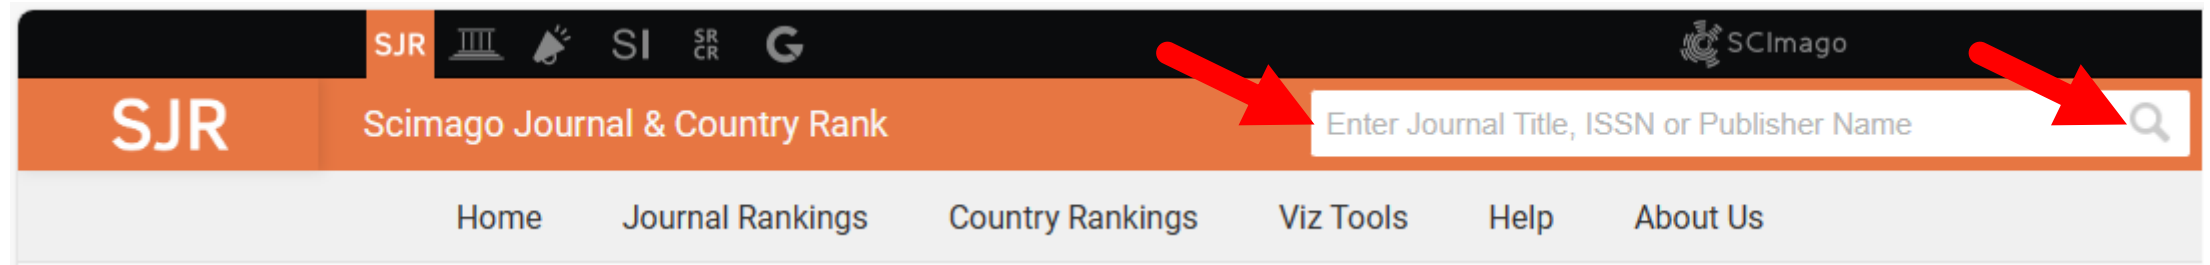 SJR SI SR CR G SCImago
SJR Scimago Journal & Country Rank Enter Journal Title, ISSN or Publisher Name
Home Journal Rankings Country Rankings Viz Tools Help About Us